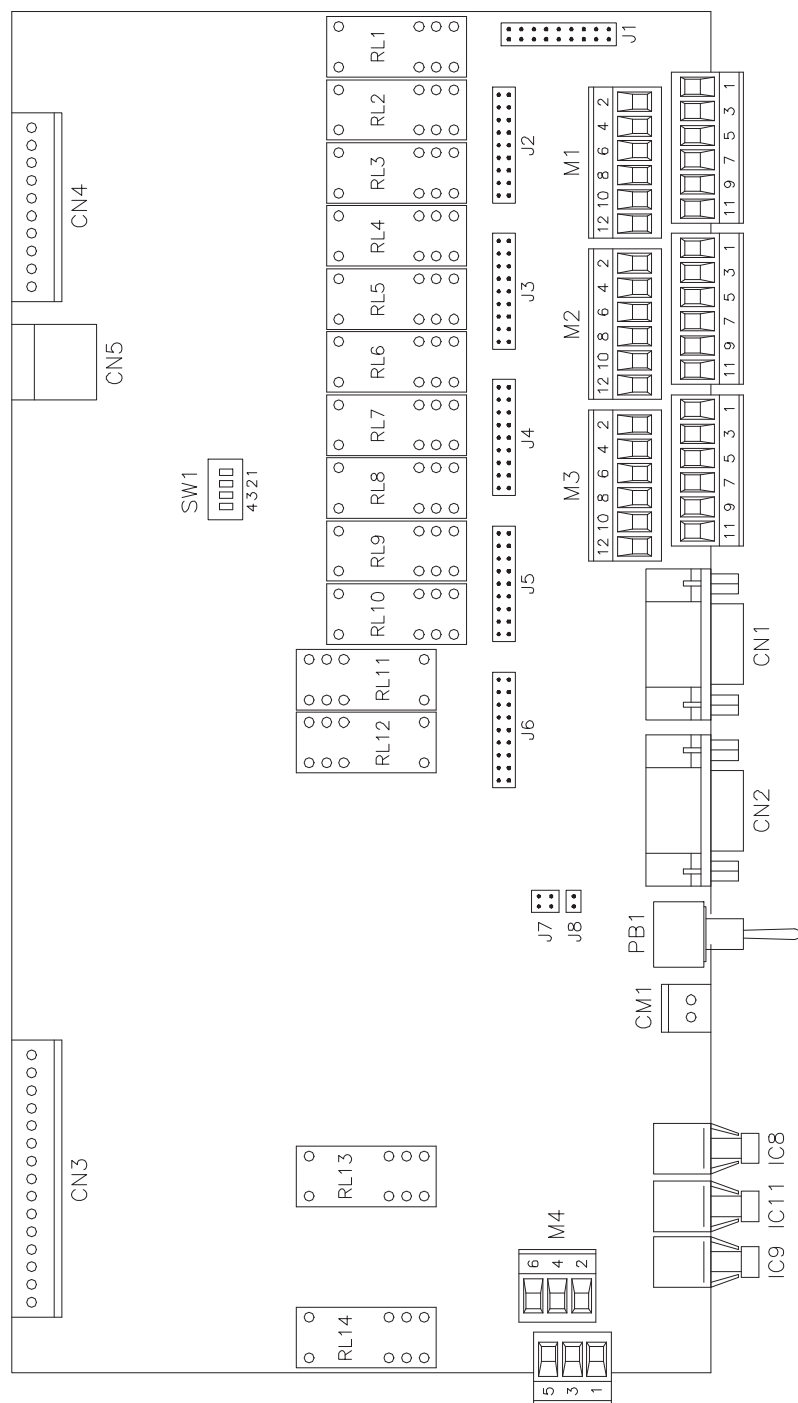 J1
RL1
RL2
RL3
RL4
RL5
RL6
RL7
RL8
RL9
RL10
RL11
RL12
RL13
RL14
CN4
CN5
SW1
4321
CN3
J2
J3
J4
J5
J6
J7
J8
M1
12 10 8 6 4 2
11 9 7 5 3 1
M2
12 10 8 6 4 2
11 9 7 5 3 1
M3
12 10 8 6 4 2
11 9 7 5 3 1
CN1
CN2
PB1
CM1
IC8
IC11
IC9
M4
6 4 2
5 3 1